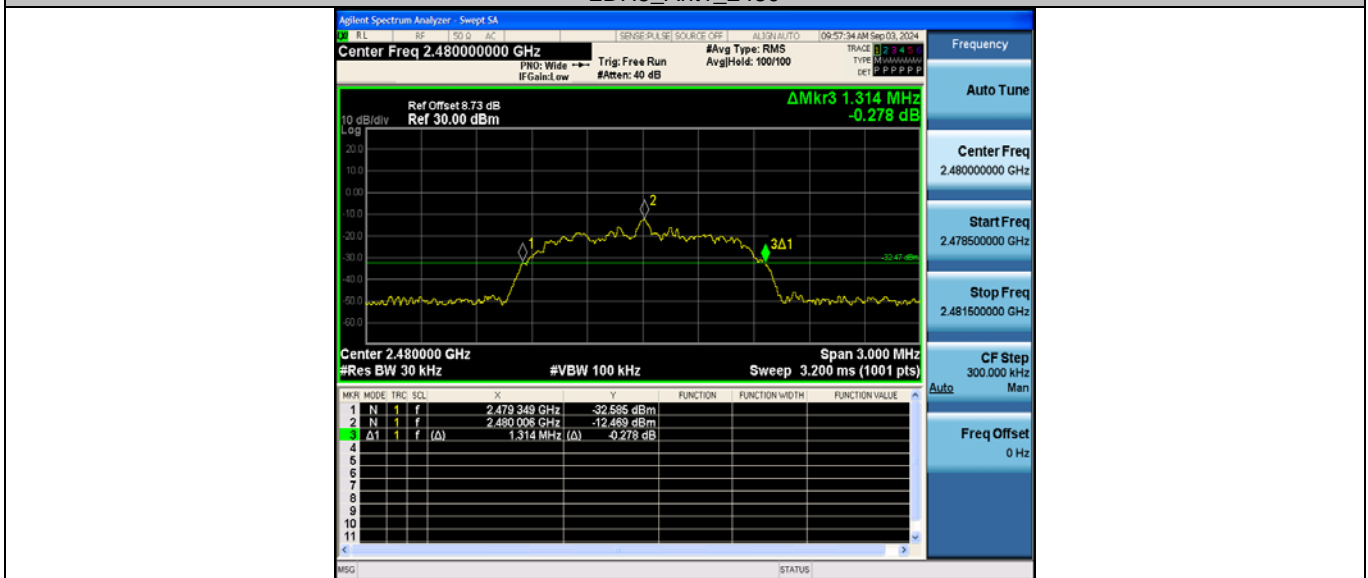 Agilent Spectrum Analyzer - Swept SA
RL RF 50 Ω AC SENSE:PULSE SOURCE OFF ALIGN AUTO 09:57:34 AM Sep 03, 2024
Center Freq 2.480000000 GHz
PNO: Wide
IFGain:Low
Trig: Free Run
#Atten: 40 dB
#Avg Type: RMS
Avg|Hold: 100/100
TRACE 1 2 3 4 5 6
TYPE M
DET P P P P P P
Ref Offset 8.73 dB
10 dB/div Ref 30.00 dBm
Log
ΔMkr3 1.314 MHz
-0.278 dB
20.0
10.0
0.00
-10.0
-20.0
-30.0
-40.0
-50.0
-60.0
1
2
3Δ1
-32.47 dBm
Center 2.480000 GHz Span 3.000 MHz
#Res BW 30 kHz #VBW 100 kHz Sweep 3.200 ms (1001 pts)
MKR MODE TRC SCL X Y FUNCTION FUNCTION WIDTH FUNCTION VALUE
1 N 1 f 2.479 349 GHz -32.585 dBm
2 N 1 f 2.480 006 GHz -12.469 dBm
3 Δ1 1 f (Δ) 1.314 MHz (Δ) -0.278 dB
4
5
6
7
8
9
10
11
MSG STATUS
Frequency
Auto Tune
Center Freq
2.480000000 GHz
Start Freq
2.478500000 GHz
Stop Freq
2.481500000 GHz
CF Step
300.000 kHz
Auto Man
Freq Offset
0 Hz